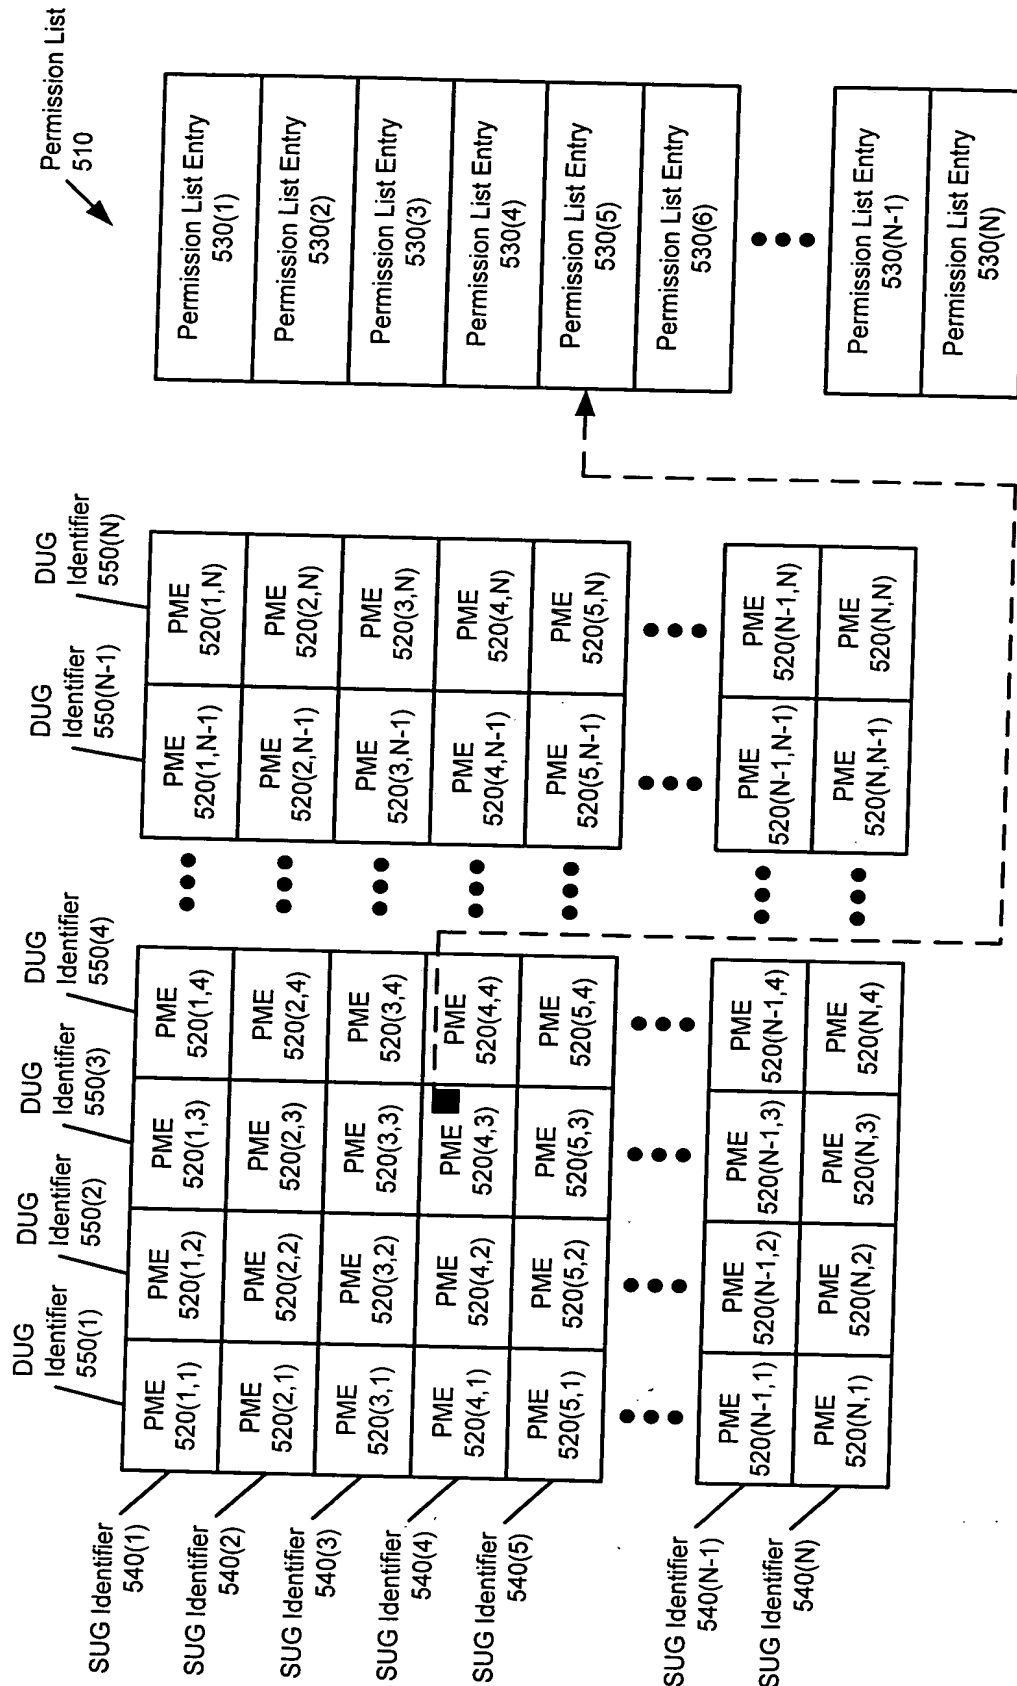 Permission List
510
DUG
Identifier
550(1)
DUG
Identifier
550(2)
DUG
Identifier
550(3)
DUG
Identifier
550(4)
DUG
Identifier
550(N-1)
DUG
Identifier
550(N)
SUG Identifier
540(1)
PME
520(1,1)
PME
520(1,2)
PME
520(1,3)
PME
520(1,4)
PME
520(1,N-1)
PME
520(1,N)
SUG Identifier
540(2)
PME
520(2,1)
PME
520(2,2)
PME
520(2,3)
PME
520(2,4)
PME
520(2,N-1)
PME
520(2,N)
SUG Identifier
540(3)
PME
520(3,1)
PME
520(3,2)
PME
520(3,3)
PME
520(3,4)
PME
520(3,N-1)
PME
520(3,N)
SUG Identifier
540(4)
PME
520(4,1)
PME
520(4,2)
PME
520(4,3)
PME
520(4,4)
PME
520(4,N-1)
PME
520(4,N)
SUG Identifier
540(5)
PME
520(5,1)
PME
520(5,2)
PME
520(5,3)
PME
520(5,4)
PME
520(5,N-1)
PME
520(5,N)
SUG Identifier
540(N-1)
PME
520(N-1,1)
PME
520(N-1,2)
PME
520(N-1,3)
PME
520(N-1,4)
PME
520(N-1,N-1)
PME
520(N-1,N)
SUG Identifier
540(N)
PME
520(N,1)
PME
520(N,2)
PME
520(N,3)
PME
520(N,4)
PME
520(N,N-1)
PME
520(N,N)
Permission List Entry
530(1)
Permission List Entry
530(2)
Permission List Entry
530(3)
Permission List Entry
530(4)
Permission List Entry
530(5)
Permission List Entry
530(6)
Permission List Entry
530(N-1)
Permission List Entry
530(N)